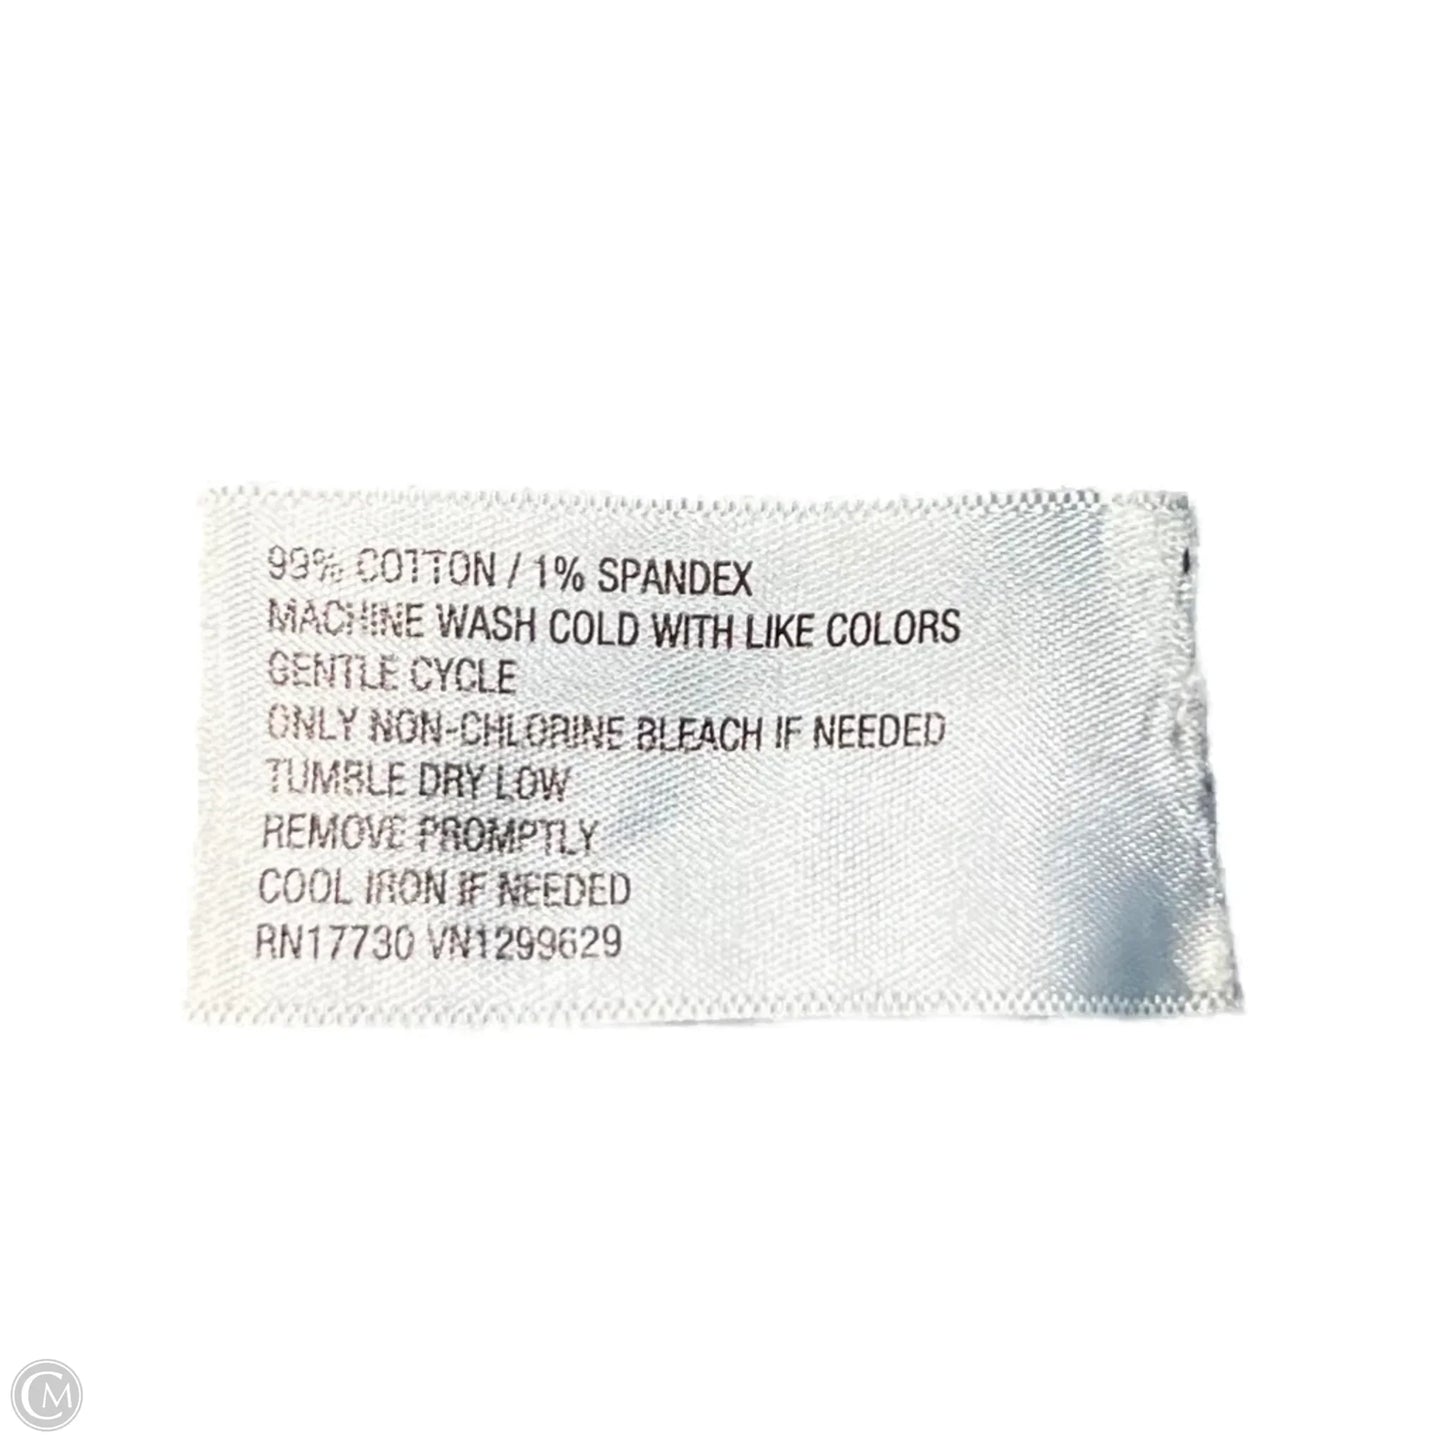 99% COTTON / 1% SPANDEX
MACHINE WASH COLD WITH LIKE COLORS
GENTLE CYCLE
ONLY NON-CHLORINE BLEACH IF NEEDED
TUMBLE DRY LOW
REMOVE PROMPTLY
COOL IRON IF NEEDED
RN17730 VN1299629
CM